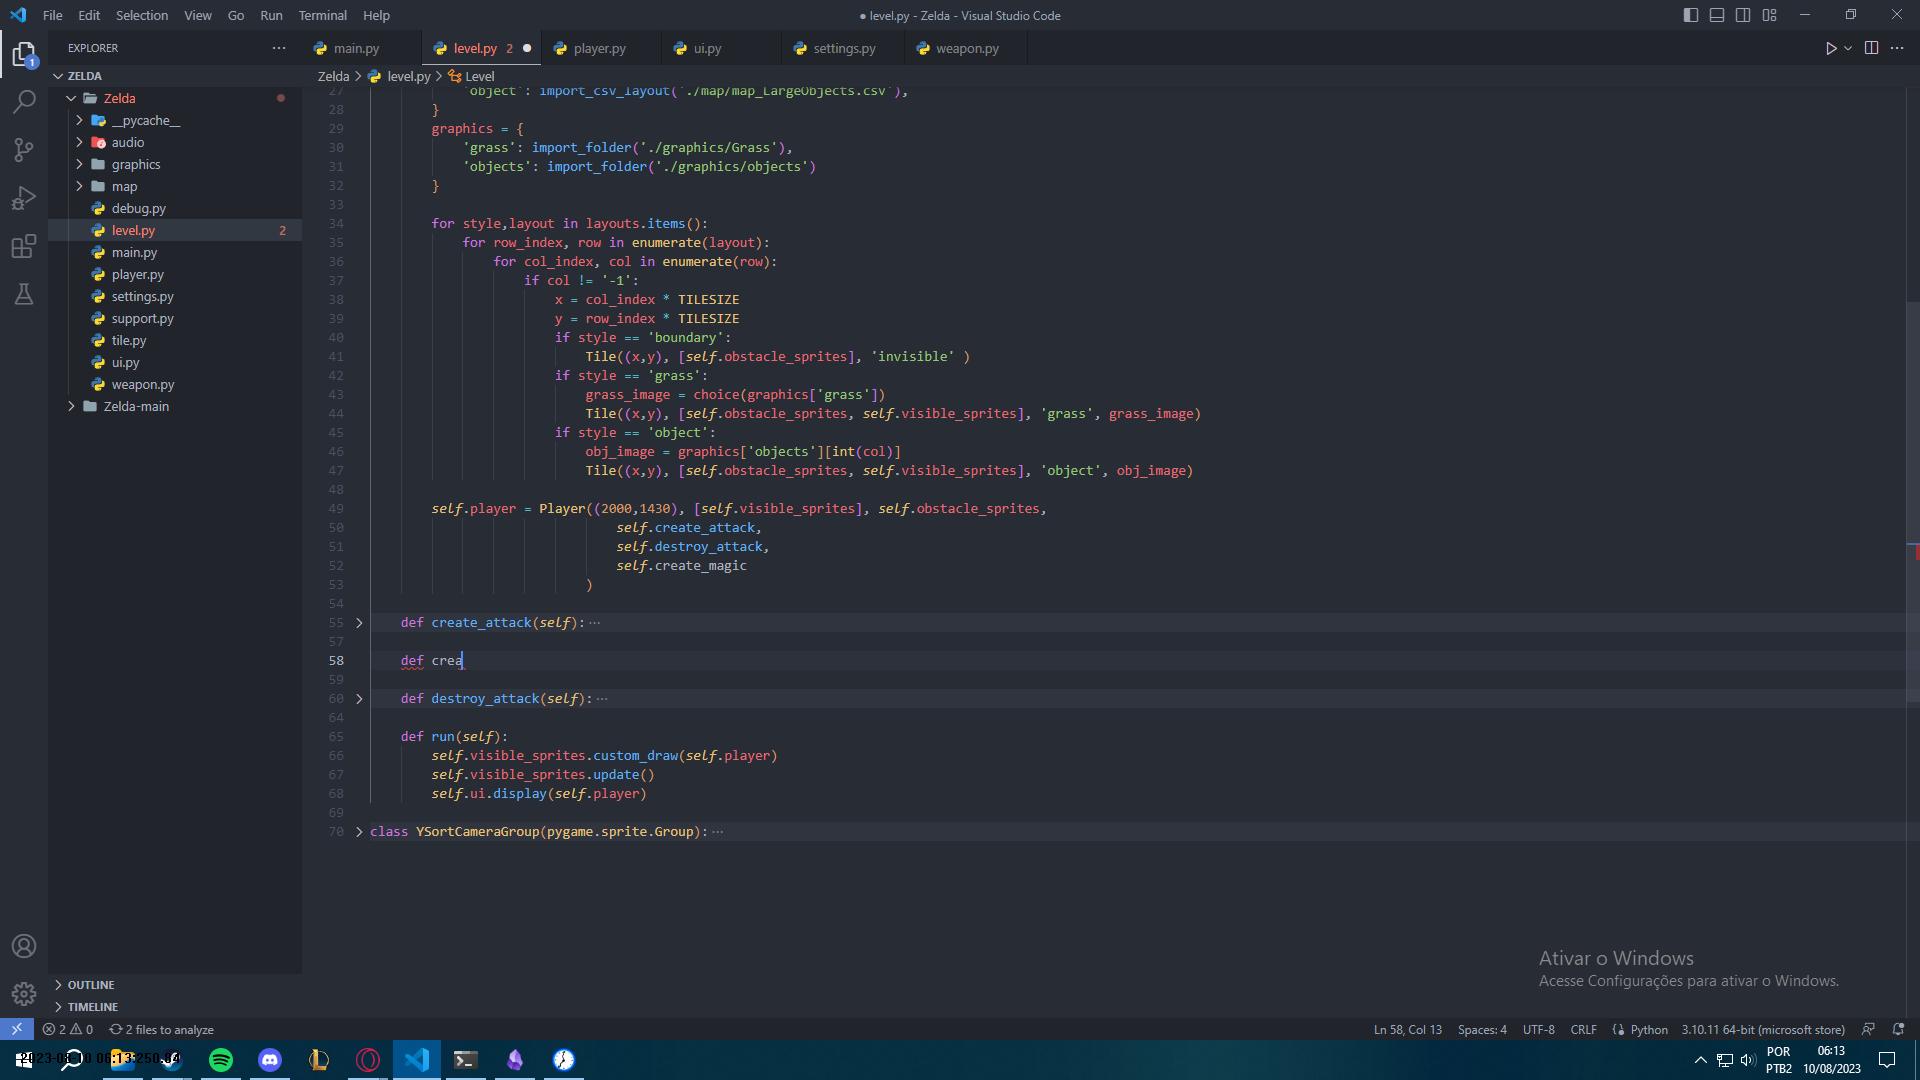 File Edit Selection View Go Run Terminal Help
● level.py - Zelda - Visual Studio Code
EXPLORER
main.py
level.py 2
player.py
ui.py
settings.py
weapon.py
1
ZELDA
Zelda > level.py > Level
Zelda
__pycache__
audio
graphics
map
debug.py
level.py 2
main.py
player.py
settings.py
support.py
tile.py
ui.py
weapon.py
Zelda-main
27 'object': import_csv_layout('./map/map_LargeObjects.csv'),
28 }
29 graphics = {
30 'grass': import_folder('./graphics/Grass'),
31 'objects': import_folder('./graphics/objects')
32 }
33
34 for style,layout in layouts.items():
35 for row_index, row in enumerate(layout):
36 for col_index, col in enumerate(row):
37 if col != '-1':
38 x = col_index * TILESIZE
39 y = row_index * TILESIZE
40 if style == 'boundary':
41 Tile((x,y), [self.obstacle_sprites], 'invisible' )
42 if style == 'grass':
43 grass_image = choice(graphics['grass'])
44 Tile((x,y), [self.obstacle_sprites, self.visible_sprites], 'grass', grass_image)
45 if style == 'object':
46 obj_image = graphics['objects'][int(col)]
47 Tile((x,y), [self.obstacle_sprites, self.visible_sprites], 'object', obj_image)
48
49 self.player = Player((2000,1430), [self.visible_sprites], self.obstacle_sprites,
50 self.create_attack,
51 self.destroy_attack,
52 self.create_magic
53 )
54
55 def create_attack(self): ···
57
58 def crea
59
60 def destroy_attack(self): ···
64
65 def run(self):
66 self.visible_sprites.custom_draw(self.player)
67 self.visible_sprites.update()
68 self.ui.display(self.player)
69
70 class YSortCameraGroup(pygame.sprite.Group): ···
Ativar o Windows
Acesse Configurações para ativar o Windows.
OUTLINE
TIMELINE
2 0 2 files to analyze
Ln 58, Col 13 Spaces: 4 UTF-8 CRLF Python 3.10.11 64-bit (microsoft store)
POR
PTB2
06:13
10/08/2023